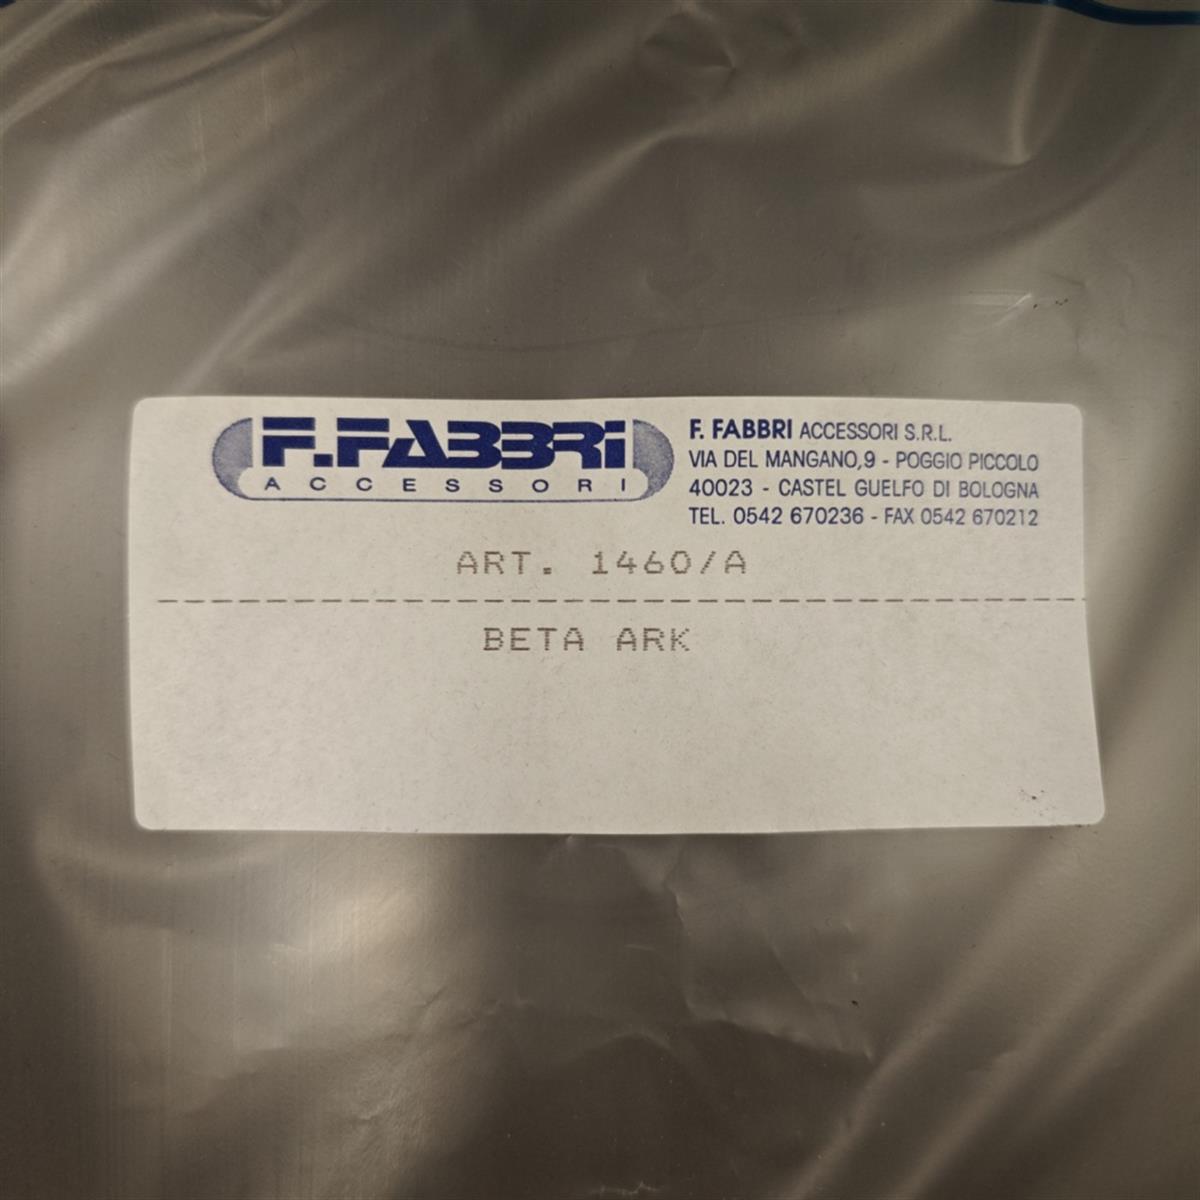 F.FABBRI
ACCESSORI
F. FABBRI ACCESSORI S.R.L.
VIA DEL MANGANO,9 - POGGIO PICCOLO
40023 - CASTEL GUELFO DI BOLOGNA
TEL. 0542 670236 - FAX 0542 670212
ART. 1460/A
BETA ARK